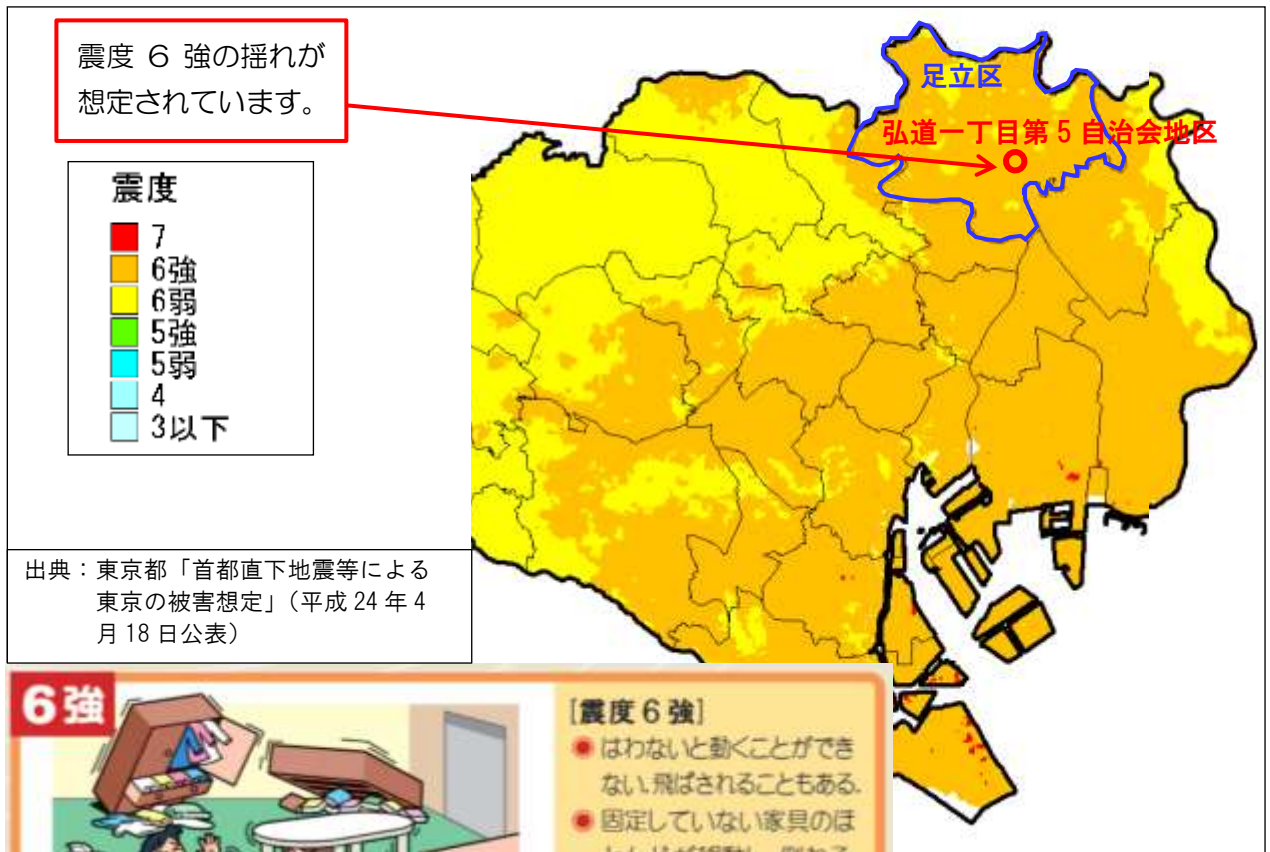 震度 6 強の揺れが
想定されています。
足立区
弘道一丁目第 5 自治会地区
震度
7
6強
6弱
5強
5弱
4
3以下
出典:東京都「首都直下地震等による
東京の被害想定」(平成 24 年 4
月 18 日公表)
6強
[震度6強]
● はわないと動くことができ
ない、飛ばされることもある。
● 固定していない家具のほ